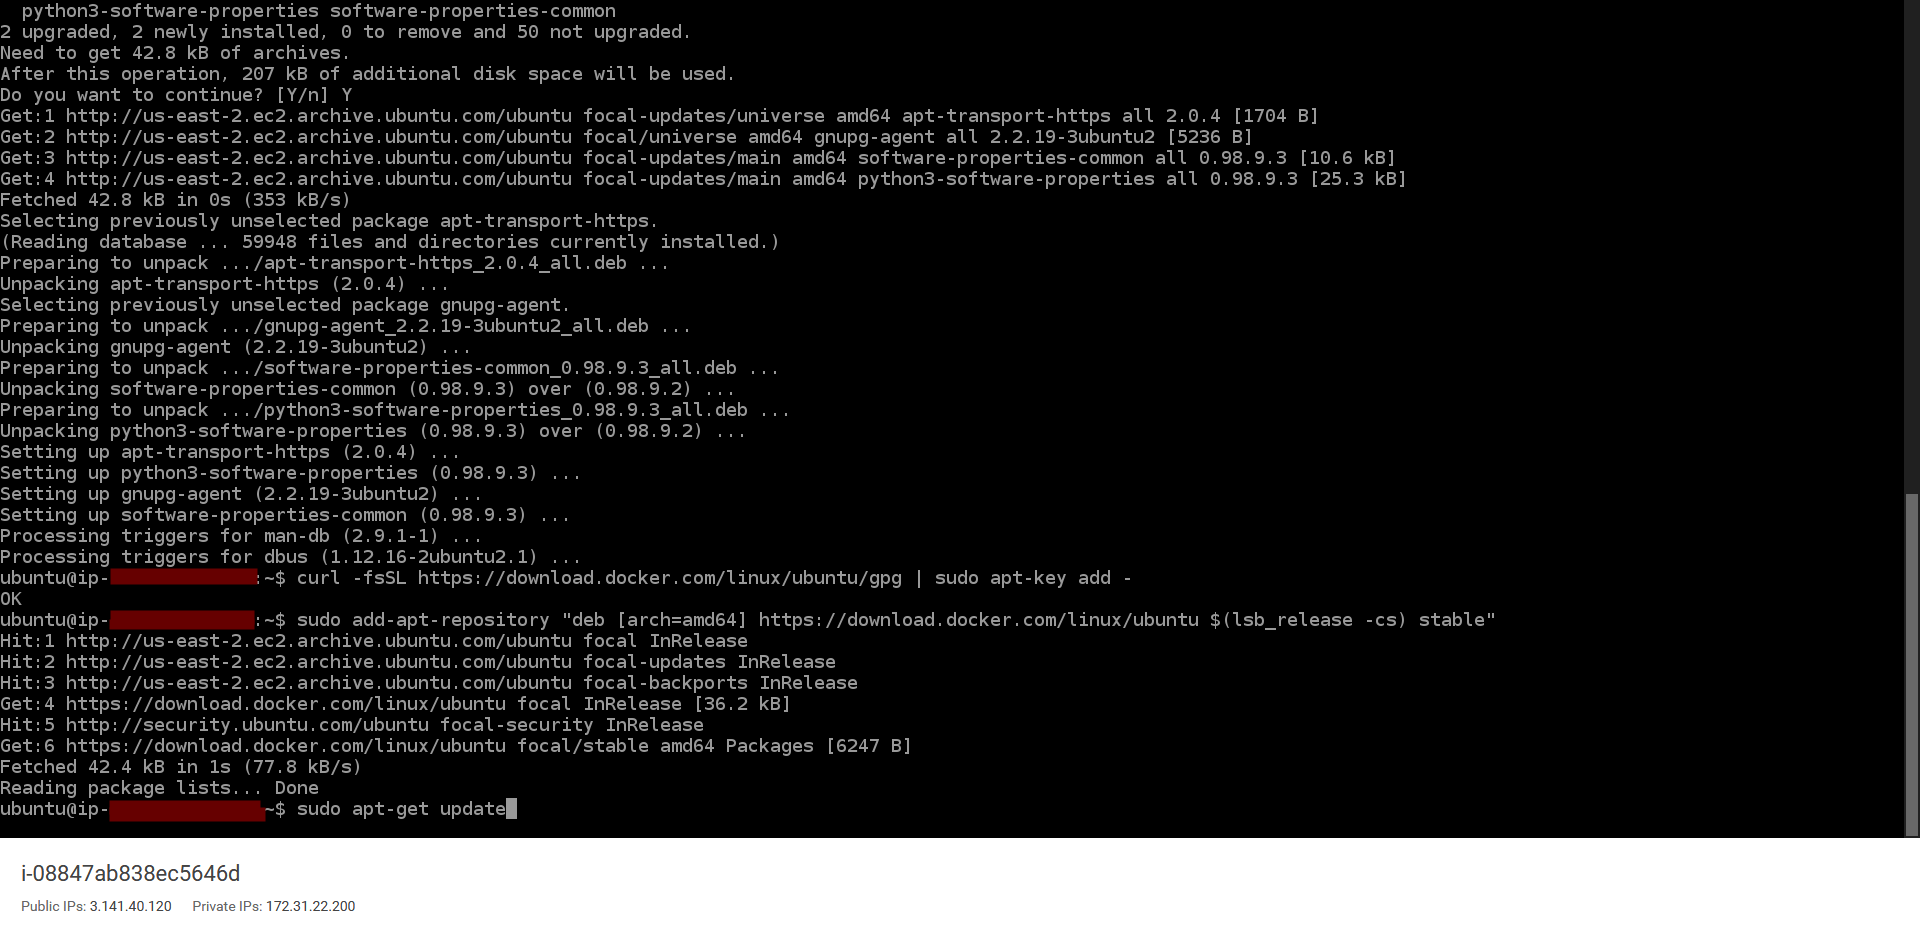 python3-software-properties software-properties-common
2 upgraded, 2 newly installed, 0 to remove and 50 not upgraded.
Need to get 42.8 kB of archives.
After this operation, 207 kB of additional disk space will be used.
Do you want to continue? [Y/n] Y
Get:1 http://us-east-2.ec2.archive.ubuntu.com/ubuntu focal-updates/universe amd64 apt-transport-https all 2.0.4 [1704 B]
Get:2 http://us-east-2.ec2.archive.ubuntu.com/ubuntu focal/universe amd64 gnupg-agent all 2.2.19-3ubuntu2 [5236 B]
Get:3 http://us-east-2.ec2.archive.ubuntu.com/ubuntu focal-updates/main amd64 software-properties-common all 0.98.9.3 [10.6 kB]
Get:4 http://us-east-2.ec2.archive.ubuntu.com/ubuntu focal-updates/main amd64 python3-software-properties all 0.98.9.3 [25.3 kB]
Fetched 42.8 kB in 0s (353 kB/s)
Selecting previously unselected package apt-transport-https.
(Reading database ... 59948 files and directories currently installed.)
Preparing to unpack .../apt-transport-https_2.0.4_all.deb ...
Unpacking apt-transport-https (2.0.4) ...
Selecting previously unselected package gnupg-agent.
Preparing to unpack .../gnupg-agent_2.2.19-3ubuntu2_all.deb ...
Unpacking gnupg-agent (2.2.19-3ubuntu2) ...
Preparing to unpack .../software-properties-common_0.98.9.3_all.deb ...
Unpacking software-properties-common (0.98.9.3) over (0.98.9.2) ...
Preparing to unpack .../python3-software-properties_0.98.9.3_all.deb ...
Unpacking python3-software-properties (0.98.9.3) over (0.98.9.2) ...
Setting up apt-transport-https (2.0.4) ...
Setting up python3-software-properties (0.98.9.3) ...
Setting up gnupg-agent (2.2.19-3ubuntu2) ...
Setting up software-properties-common (0.98.9.3) ...
Processing triggers for man-db (2.9.1-1) ...
Processing triggers for dbus (1.12.16-2ubuntu2.1) ...
ubuntu@ip- :~$ curl -fsSL https://download.docker.com/linux/ubuntu/gpg | sudo apt-key add -
OK
ubuntu@ip- :~$ sudo add-apt-repository "deb [arch=amd64] https://download.docker.com/linux/ubuntu $(lsb_release -cs) stable"
Hit:1 http://us-east-2.ec2.archive.ubuntu.com/ubuntu focal InRelease
Hit:2 http://us-east-2.ec2.archive.ubuntu.com/ubuntu focal-updates InRelease
Hit:3 http://us-east-2.ec2.archive.ubuntu.com/ubuntu focal-backports InRelease
Get:4 https://download.docker.com/linux/ubuntu focal InRelease [36.2 kB]
Hit:5 http://security.ubuntu.com/ubuntu focal-security InRelease
Get:6 https://download.docker.com/linux/ubuntu focal/stable amd64 Packages [6247 B]
Fetched 42.4 kB in 1s (77.8 kB/s)
Reading package lists... Done
ubuntu@ip- ~$ sudo apt-get update
i-08847ab838ec5646d
Public IPs: 3.141.40.120 Private IPs: 172.31.22.200